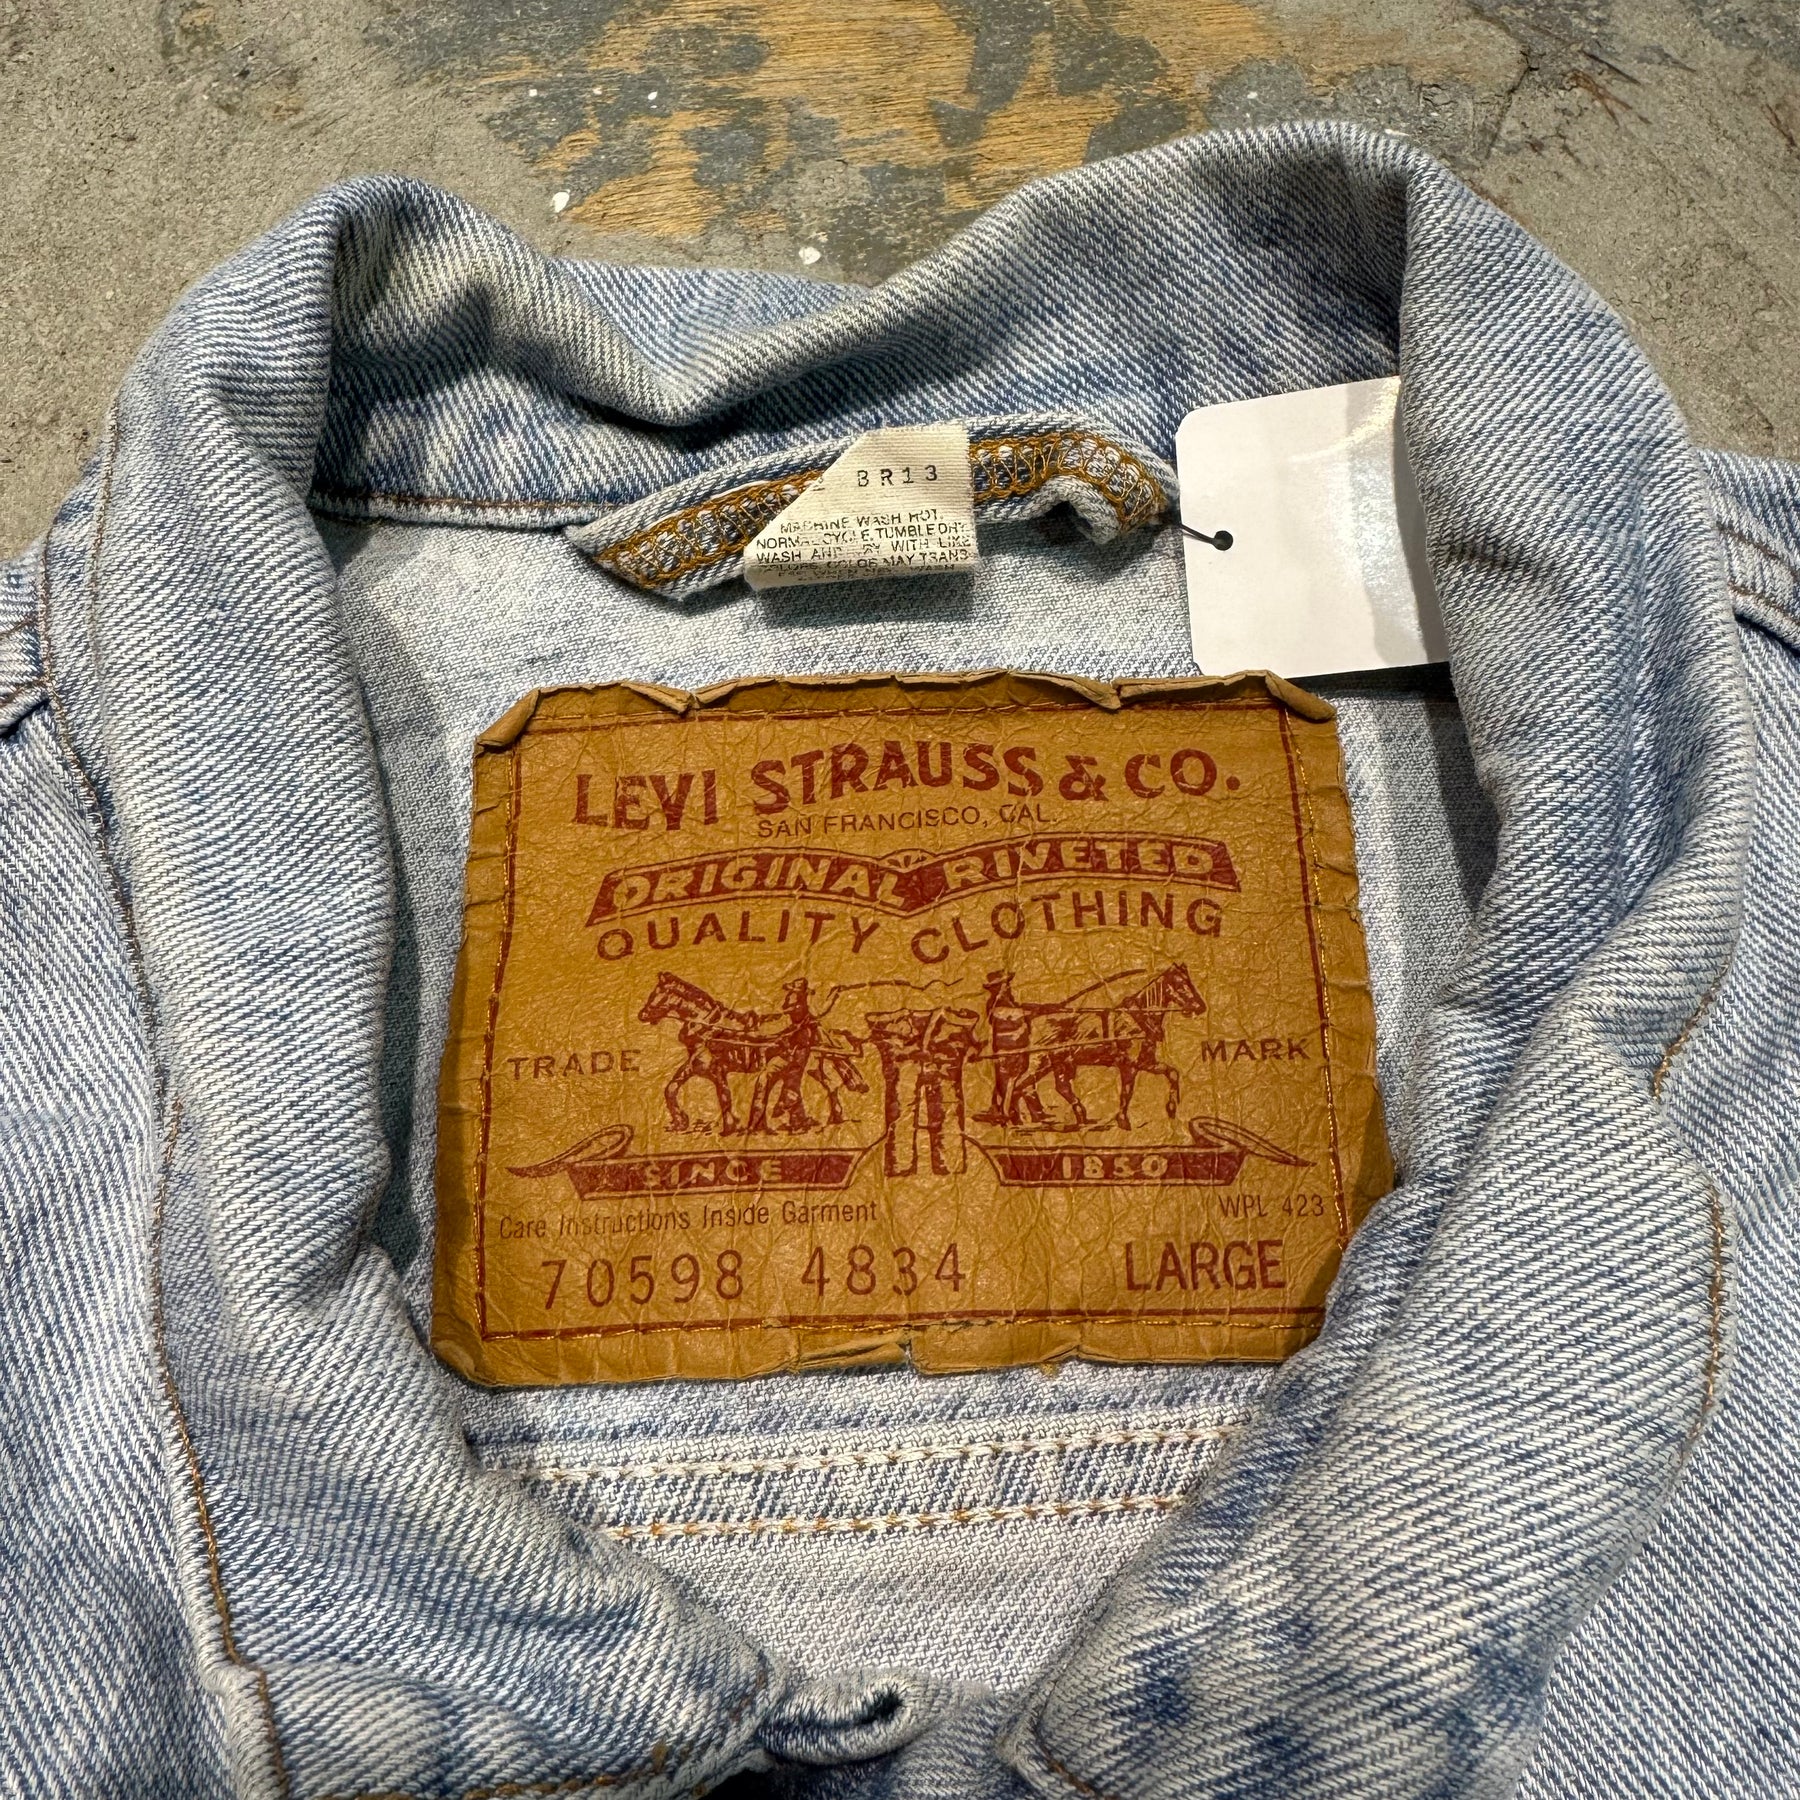 BR13
MACHINE WASH HOT,
NORMAL CYCLE. TUMBLE DRY
WASH AND DRY WITH LIKE
COLORS. COLOR MAY TRANS
LEVI STRAUSS & CO.
SAN FRANCISCO, CAL.
ORIGINAL RIVETED
QUALITY CLOTHING
TRADE MARK
SINCE 1850
Care Instructions Inside Garment WPL 423
70598 4834 LARGE